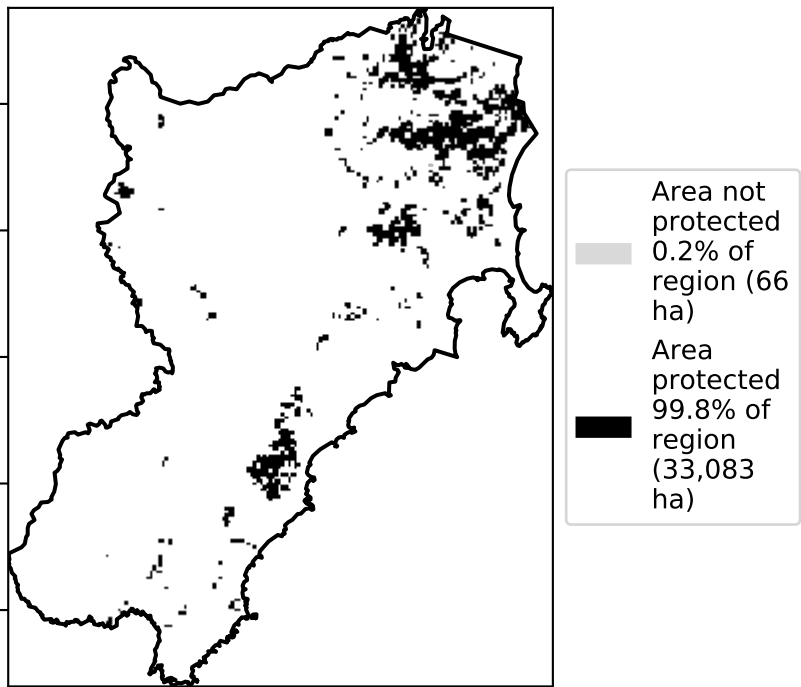 Area not
protected
0.2% of
region (66
ha)
Area
protected
99.8% of
region
(33,083
ha)